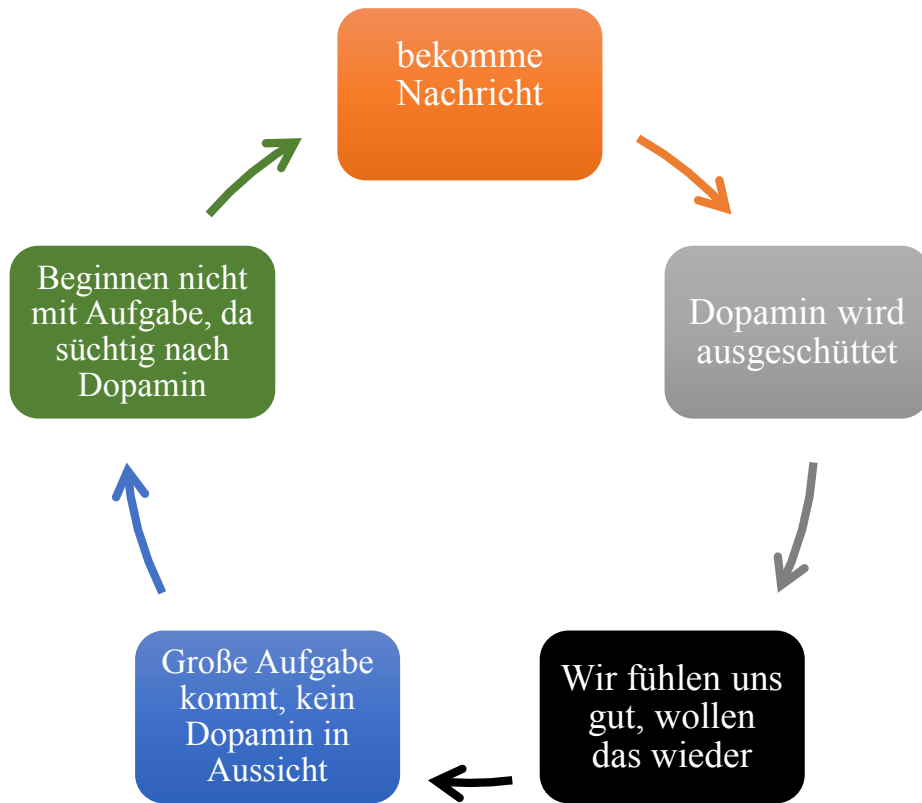 bekomme
Nachricht
Dopamin wird
ausgeschüttet
Wir fühlen uns
gut, wollen
das wieder
Große Aufgabe
kommt, kein
Dopamin in
Aussicht
Beginnen nicht
mit Aufgabe, da
süchtig nach
Dopamin